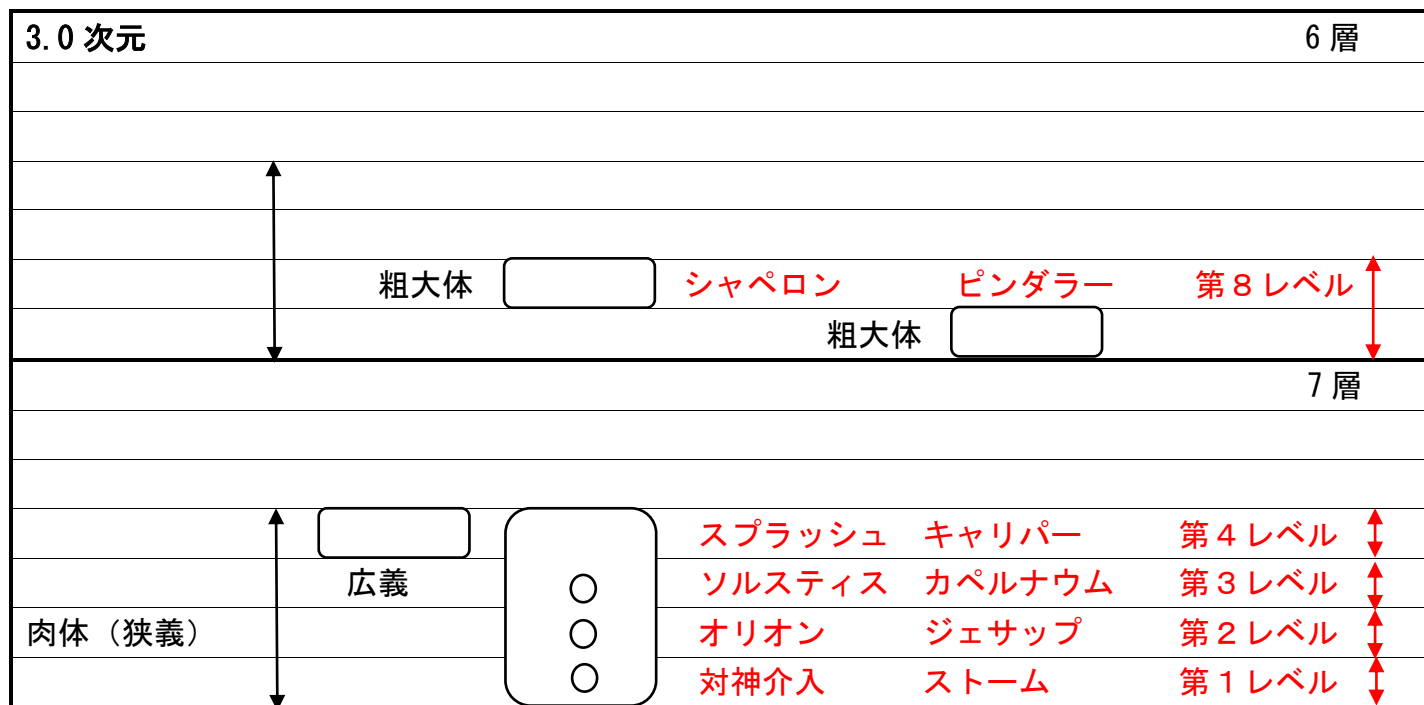 3.0 次元 6 層
粗大体 シャペロン ピンダラー 第８レベル
粗大体
7 層
スプラッシュ キャリパー 第４レベル
広義 ソルスティス カペルナウム 第３レベル
肉体（狭義） オリオン ジェサップ 第２レベル
対神介入 ストーム 第１レベル